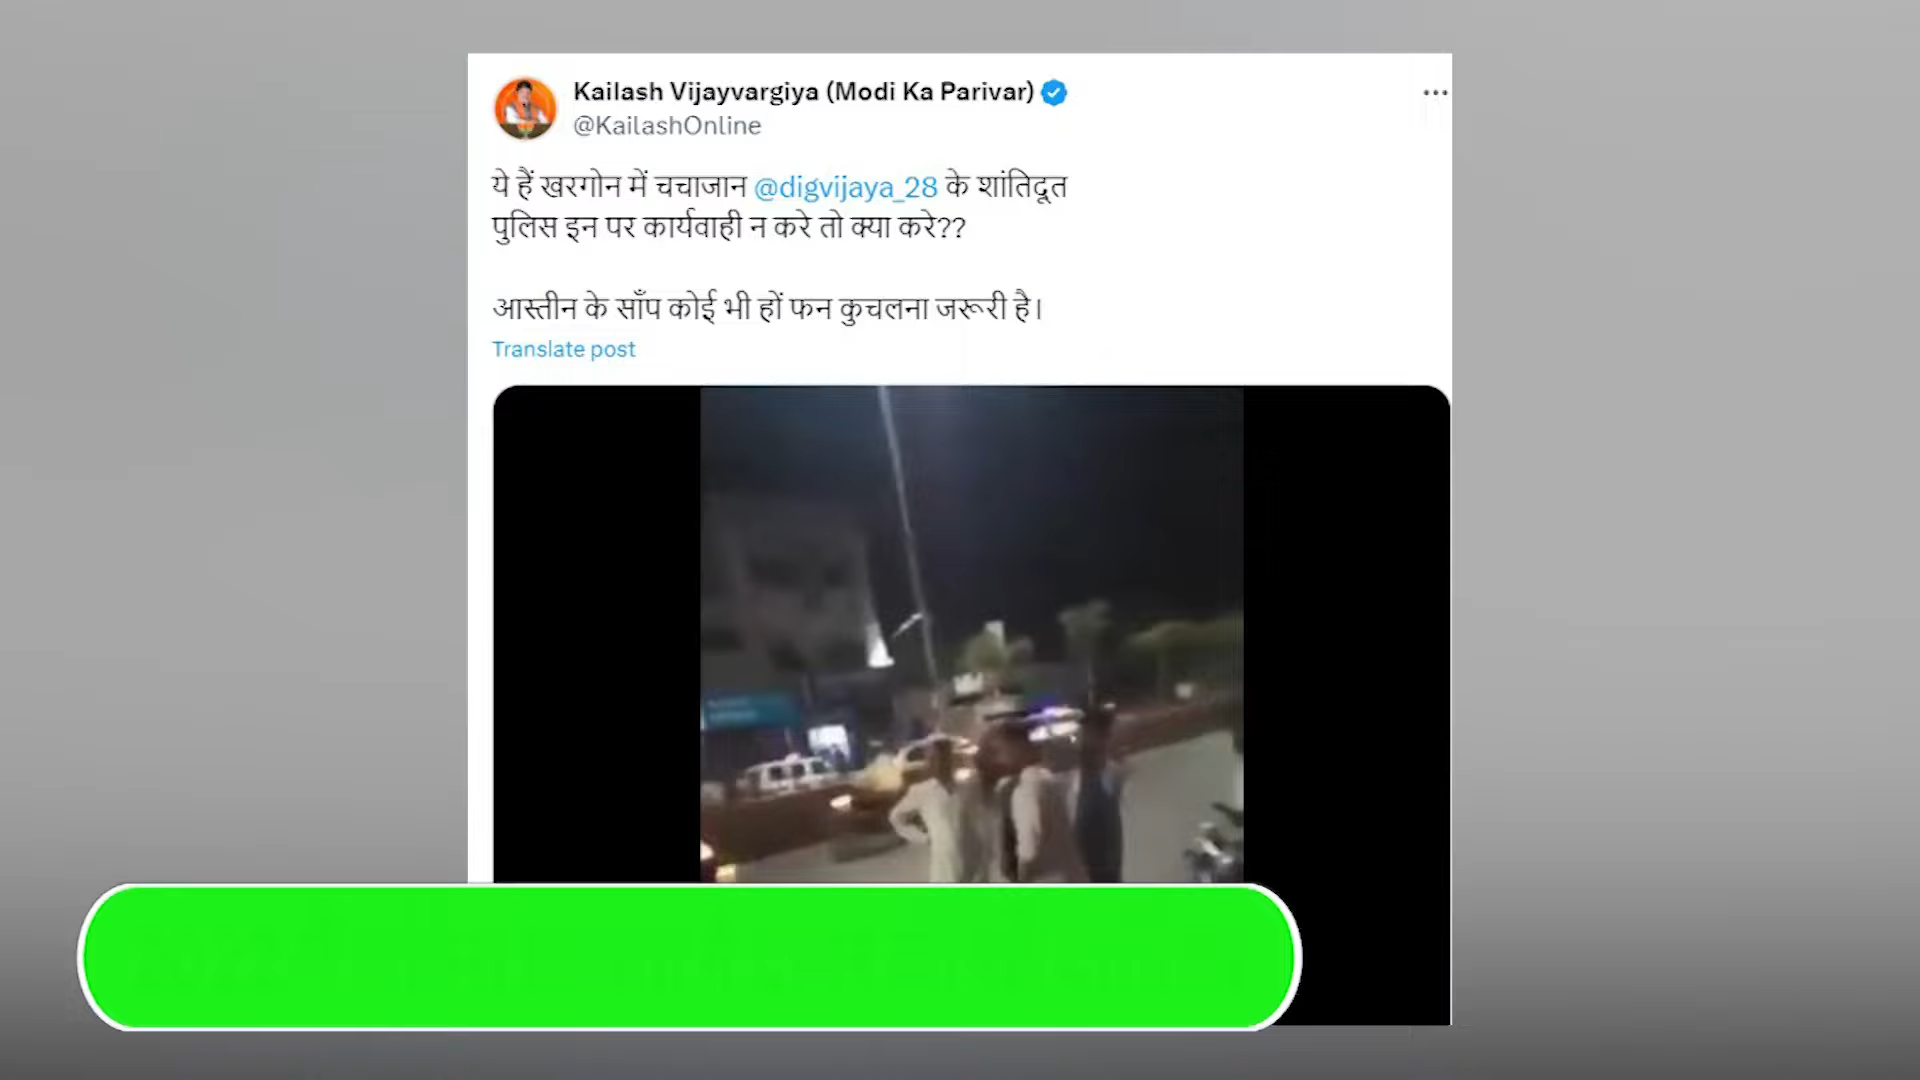 Kailash Vijayvargiya (Modi Ka Parivar)
@KailashOnline
ये हैं खरगोन में चचाजान @digvijaya_28 के शांतिदूत
पुलिस इन पर कार्यवाही न करे तो क्या करे??
आस्तीन के साँप कोई भी हों फन कुचलना जरूरी है।
Translate post